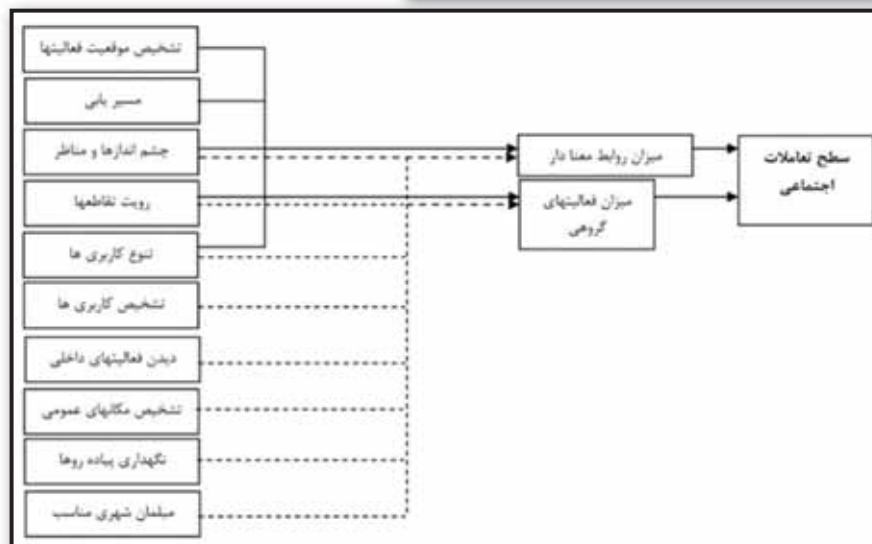 تشخیص موقعیت فعالیتها
مسیر یابی
چشم اندازها و مناظر
رویت تقاطعها
تنوع کاربری ها
تشخیص کاربری ها
دیدن فعالیتهای داخلی
تشخیص مکانهای عمومی
نگهداری پیاده روها
مبلمان شهری مناسب
میزان روابط معنا دار
میزان فعالیتهای
گروهی
سطح تعاملات
اجتماعی